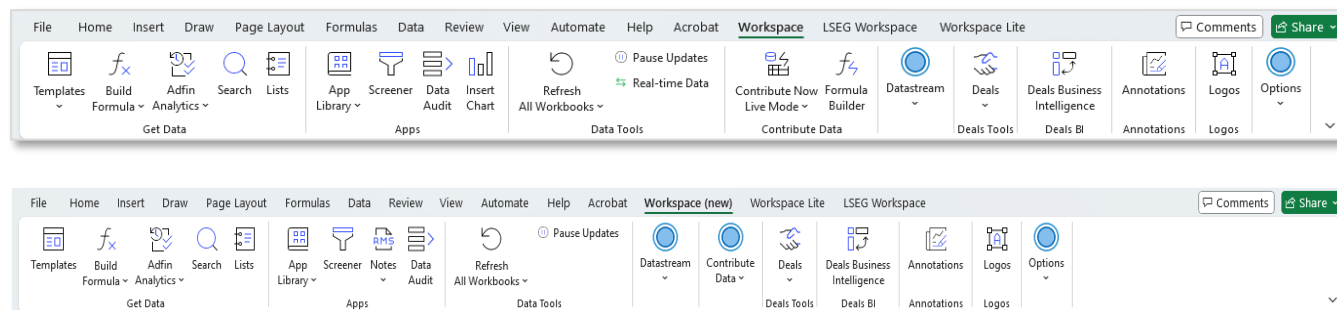 File Home Insert Draw Page Layout Formulas Data Review View Automate Help Acrobat Workspace LSEG Workspace Workspace Lite Comments Share
Pause Updates
Real-time Data
Templates Build Formula Adfin Analytics Search Lists App Library Screener Data Audit Insert Chart Refresh All Workbooks Contribute Now Live Mode Formula Builder Datastream Deals Deals Business Intelligence Annotations Logos Options
Get Data Apps Data Tools Contribute Data Deals Tools Deals BI Annotations Logos
File Home Insert Draw Page Layout Formulas Data Review View Automate Help Acrobat Workspace (new) Workspace Lite LSEG Workspace Comments Share
RMS Pause Updates
Templates Build Formula Adfin Analytics Search Lists App Library Screener Notes Data Audit Refresh All Workbooks Datastream Contribute Data Deals Deals Business Intelligence Annotations Logos Options
Get Data Apps Data Tools Deals Tools Deals BI Annotations Logos